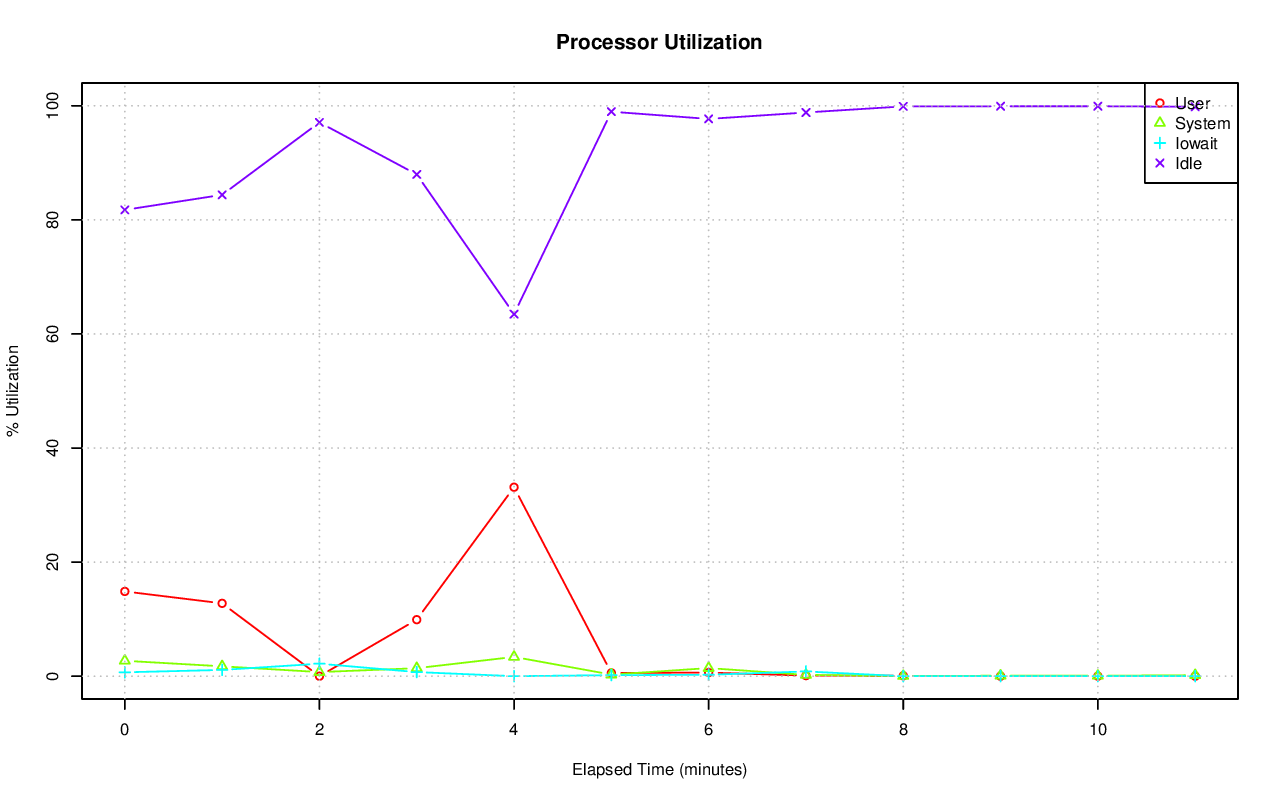 Processor Utilization
User
System
Iowait
Idle
% Utilization
100
80
60
40
20
0
0 2 4 6 8 10
Elapsed Time (minutes)